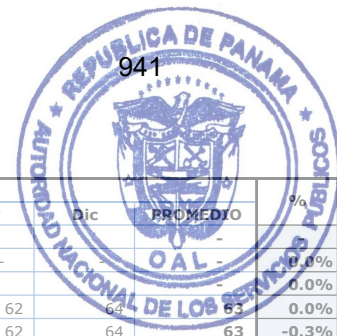 941
REPUBLICA DE PANAMA
AUTORIDAD NACIONAL DE LOS SERVICIOS PUBLICOS
OAL
Dic PROMEDIO %
-
- - - 0.0%
- 0.0%
62 64 63 0.0%
62 64 63 -0.3%